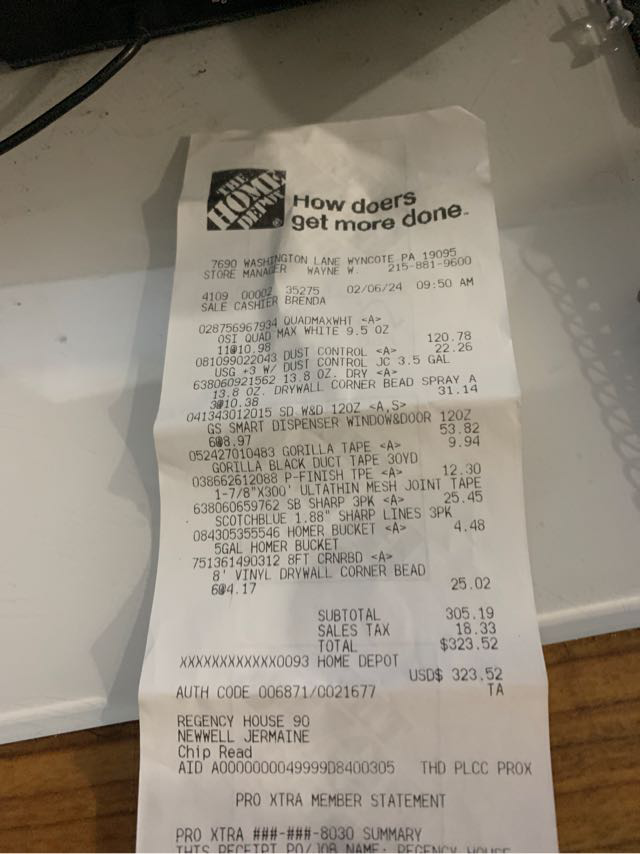 THE
HOME
DEPOT
How doers
get more done.
7690 WASHINGTON LANE WYNCOTE PA 19095
STORE MANAGER WAYNE W. 215-881-9600
4109 00002 35275 02/06/24 09:50 AM
SALE CASHIER BRENDA
028756967934 QUADMAXWHT <A>
OSI QUAD MAX WHITE 9.5 OZ
11@10.98 120.78
081099022043 DUST CONTROL <A> 22.26
USG +3 W/ DUST CONTROL JC 3.5 GAL
638060921562 13.8 OZ. DRY <A>
13.8 OZ. DRYWALL CORNER BEAD SPRAY A
3@10.38 31.14
041343012015 SD W&D 12OZ <A,S>
GS SMART DISPENSER WINDOW&DOOR 12OZ
6@8.97 53.82
052427010483 GORILLA TAPE <A> 9.94
GORILLA BLACK DUCT TAPE 30YD
038662612088 P-FINISH TPE <A> 12.30
1-7/8"X300' ULTATHIN MESH JOINT TAPE
638060659762 SB SHARP 3PK <A> 25.45
SCOTCHBLUE 1.88" SHARP LINES 3PK
084305355546 HOMER BUCKET <A> 4.48
5GAL HOMER BUCKET
751361490312 8FT CRNRBD <A>
8' VINYL DRYWALL CORNER BEAD
6@4.17 25.02
SUBTOTAL 305.19
SALES TAX 18.33
TOTAL $323.52
XXXXXXXXXXXX0093 HOME DEPOT
USD$ 323.52
AUTH CODE 006871/0021677 TA
REGENCY HOUSE 90
NEWWELL JERMAINE
Chip Read
AID A0000000049999D8400305 THD PLCC PROX
PRO XTRA MEMBER STATEMENT
PRO XTRA ###-###-8030 SUMMARY
THIS RECEIPT PO/JOB NAME: REGENCY HOUSE